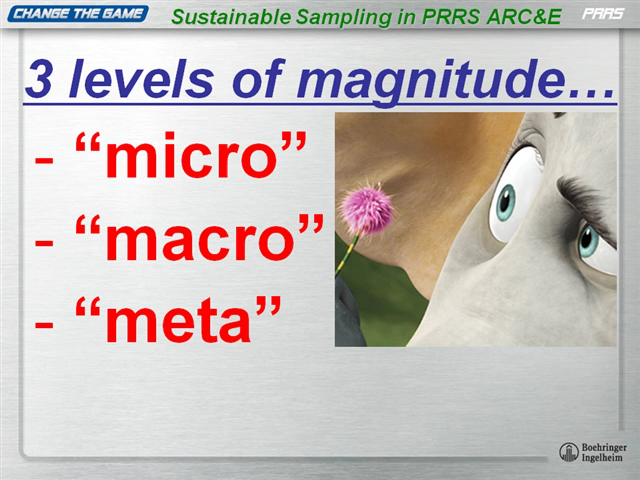 CHANGE THE GAME
Sustainable Sampling in PRRS ARC&E
PRRS
3 levels of magnitude…
- “micro”
- “macro”
- “meta”
Boehringer
Ingelheim